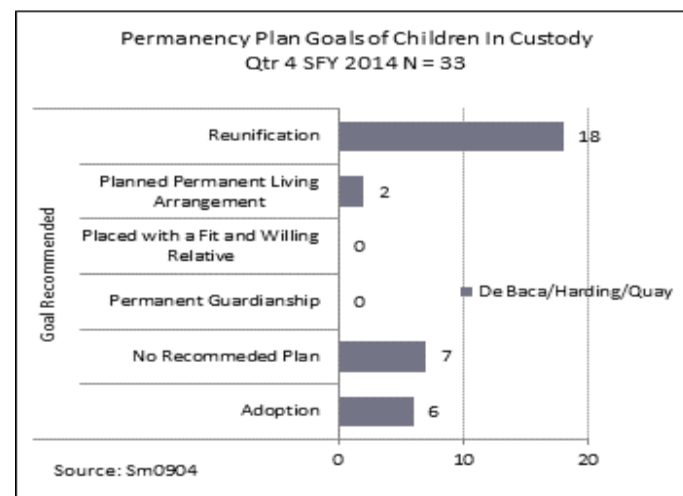 Permanency Plan Goals of Children In Custody
Qtr 4 SFY 2014 N = 33
Goal Recommended
Reunification
18
Planned Permanent Living
Arrangement
2
Placed with a Fit and Willing
Relative
0
Permanent Guardianship
0
De Baca/Harding/Quay
No Recommeded Plan
7
Adoption
6
0 10 20
Source: Sm0904